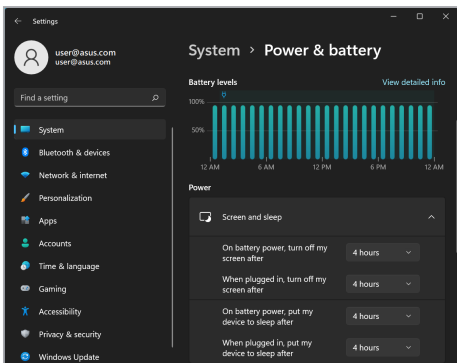 Settings
user@asus.com
user@asus.com
Find a setting
System
Bluetooth & devices
Network & internet
Personalization
Apps
Accounts
Time & language
Gaming
Accessibility
Privacy & security
Windows Update
System > Power & battery
Battery levels
View detailed info
100%
50%
12 AM 6 AM 12 PM 6 PM 12 AM
Power
Screen and sleep
On battery power, turn off my
screen after
4 hours
When plugged in, turn off my
screen after
4 hours
On battery power, put my
device to sleep after
4 hours
When plugged in, put my
device to sleep after
4 hours